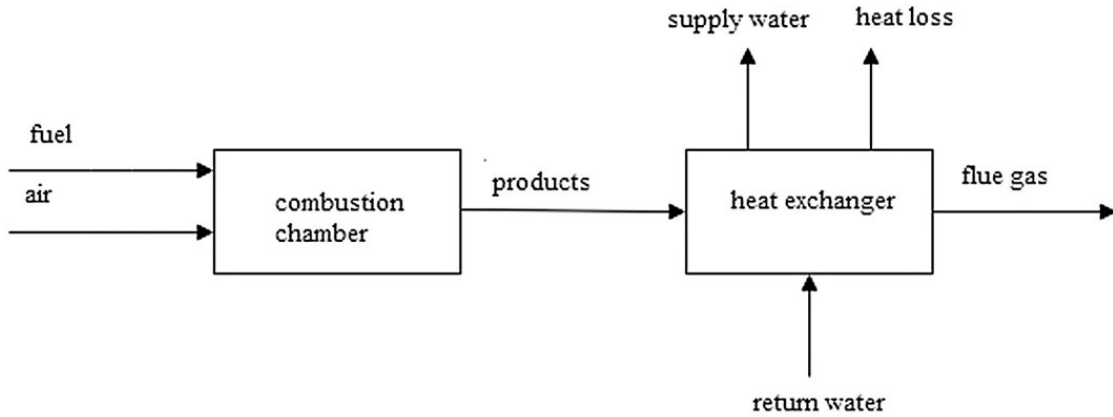 supply water
heat loss
fuel
air
combustion
chamber
products
heat exchanger
flue gas
return water